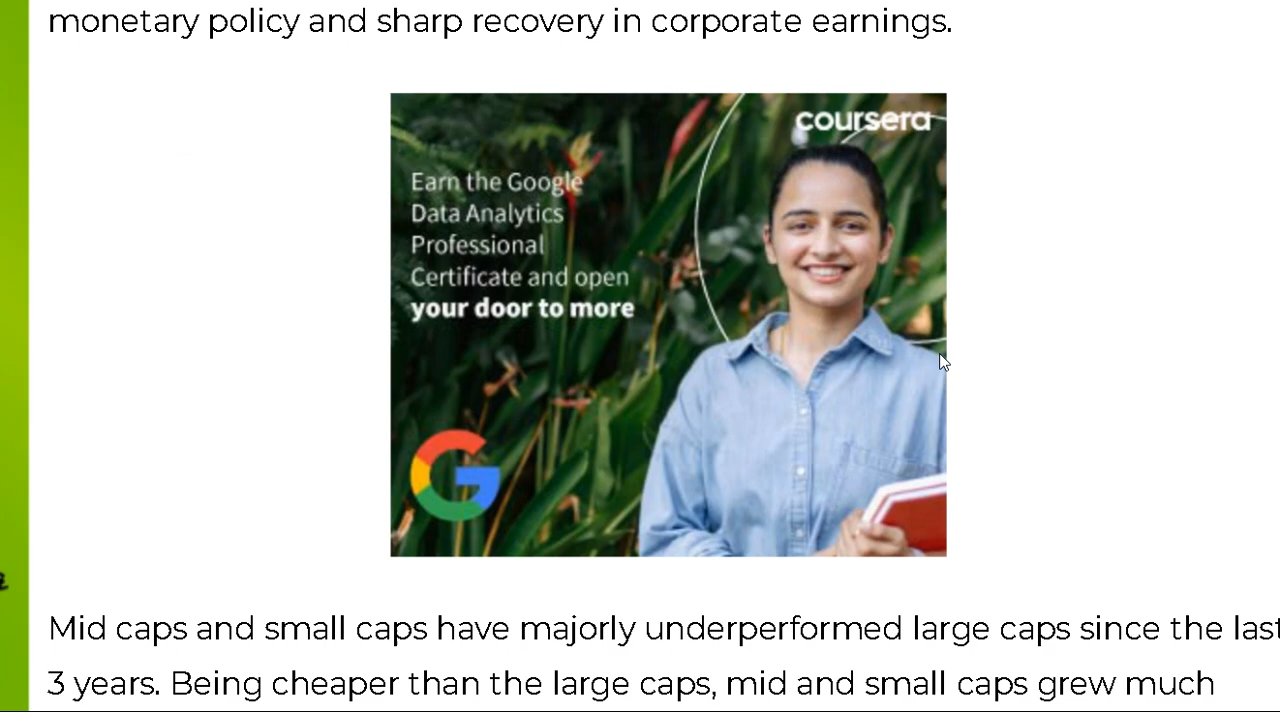 monetary policy and sharp recovery in corporate earnings.
coursera
Earn the Google
Data Analytics
Professional
Certificate and open
your door to more
Mid caps and small caps have majorly underperformed large caps since the last
3 years. Being cheaper than the large caps, mid and small caps grew much